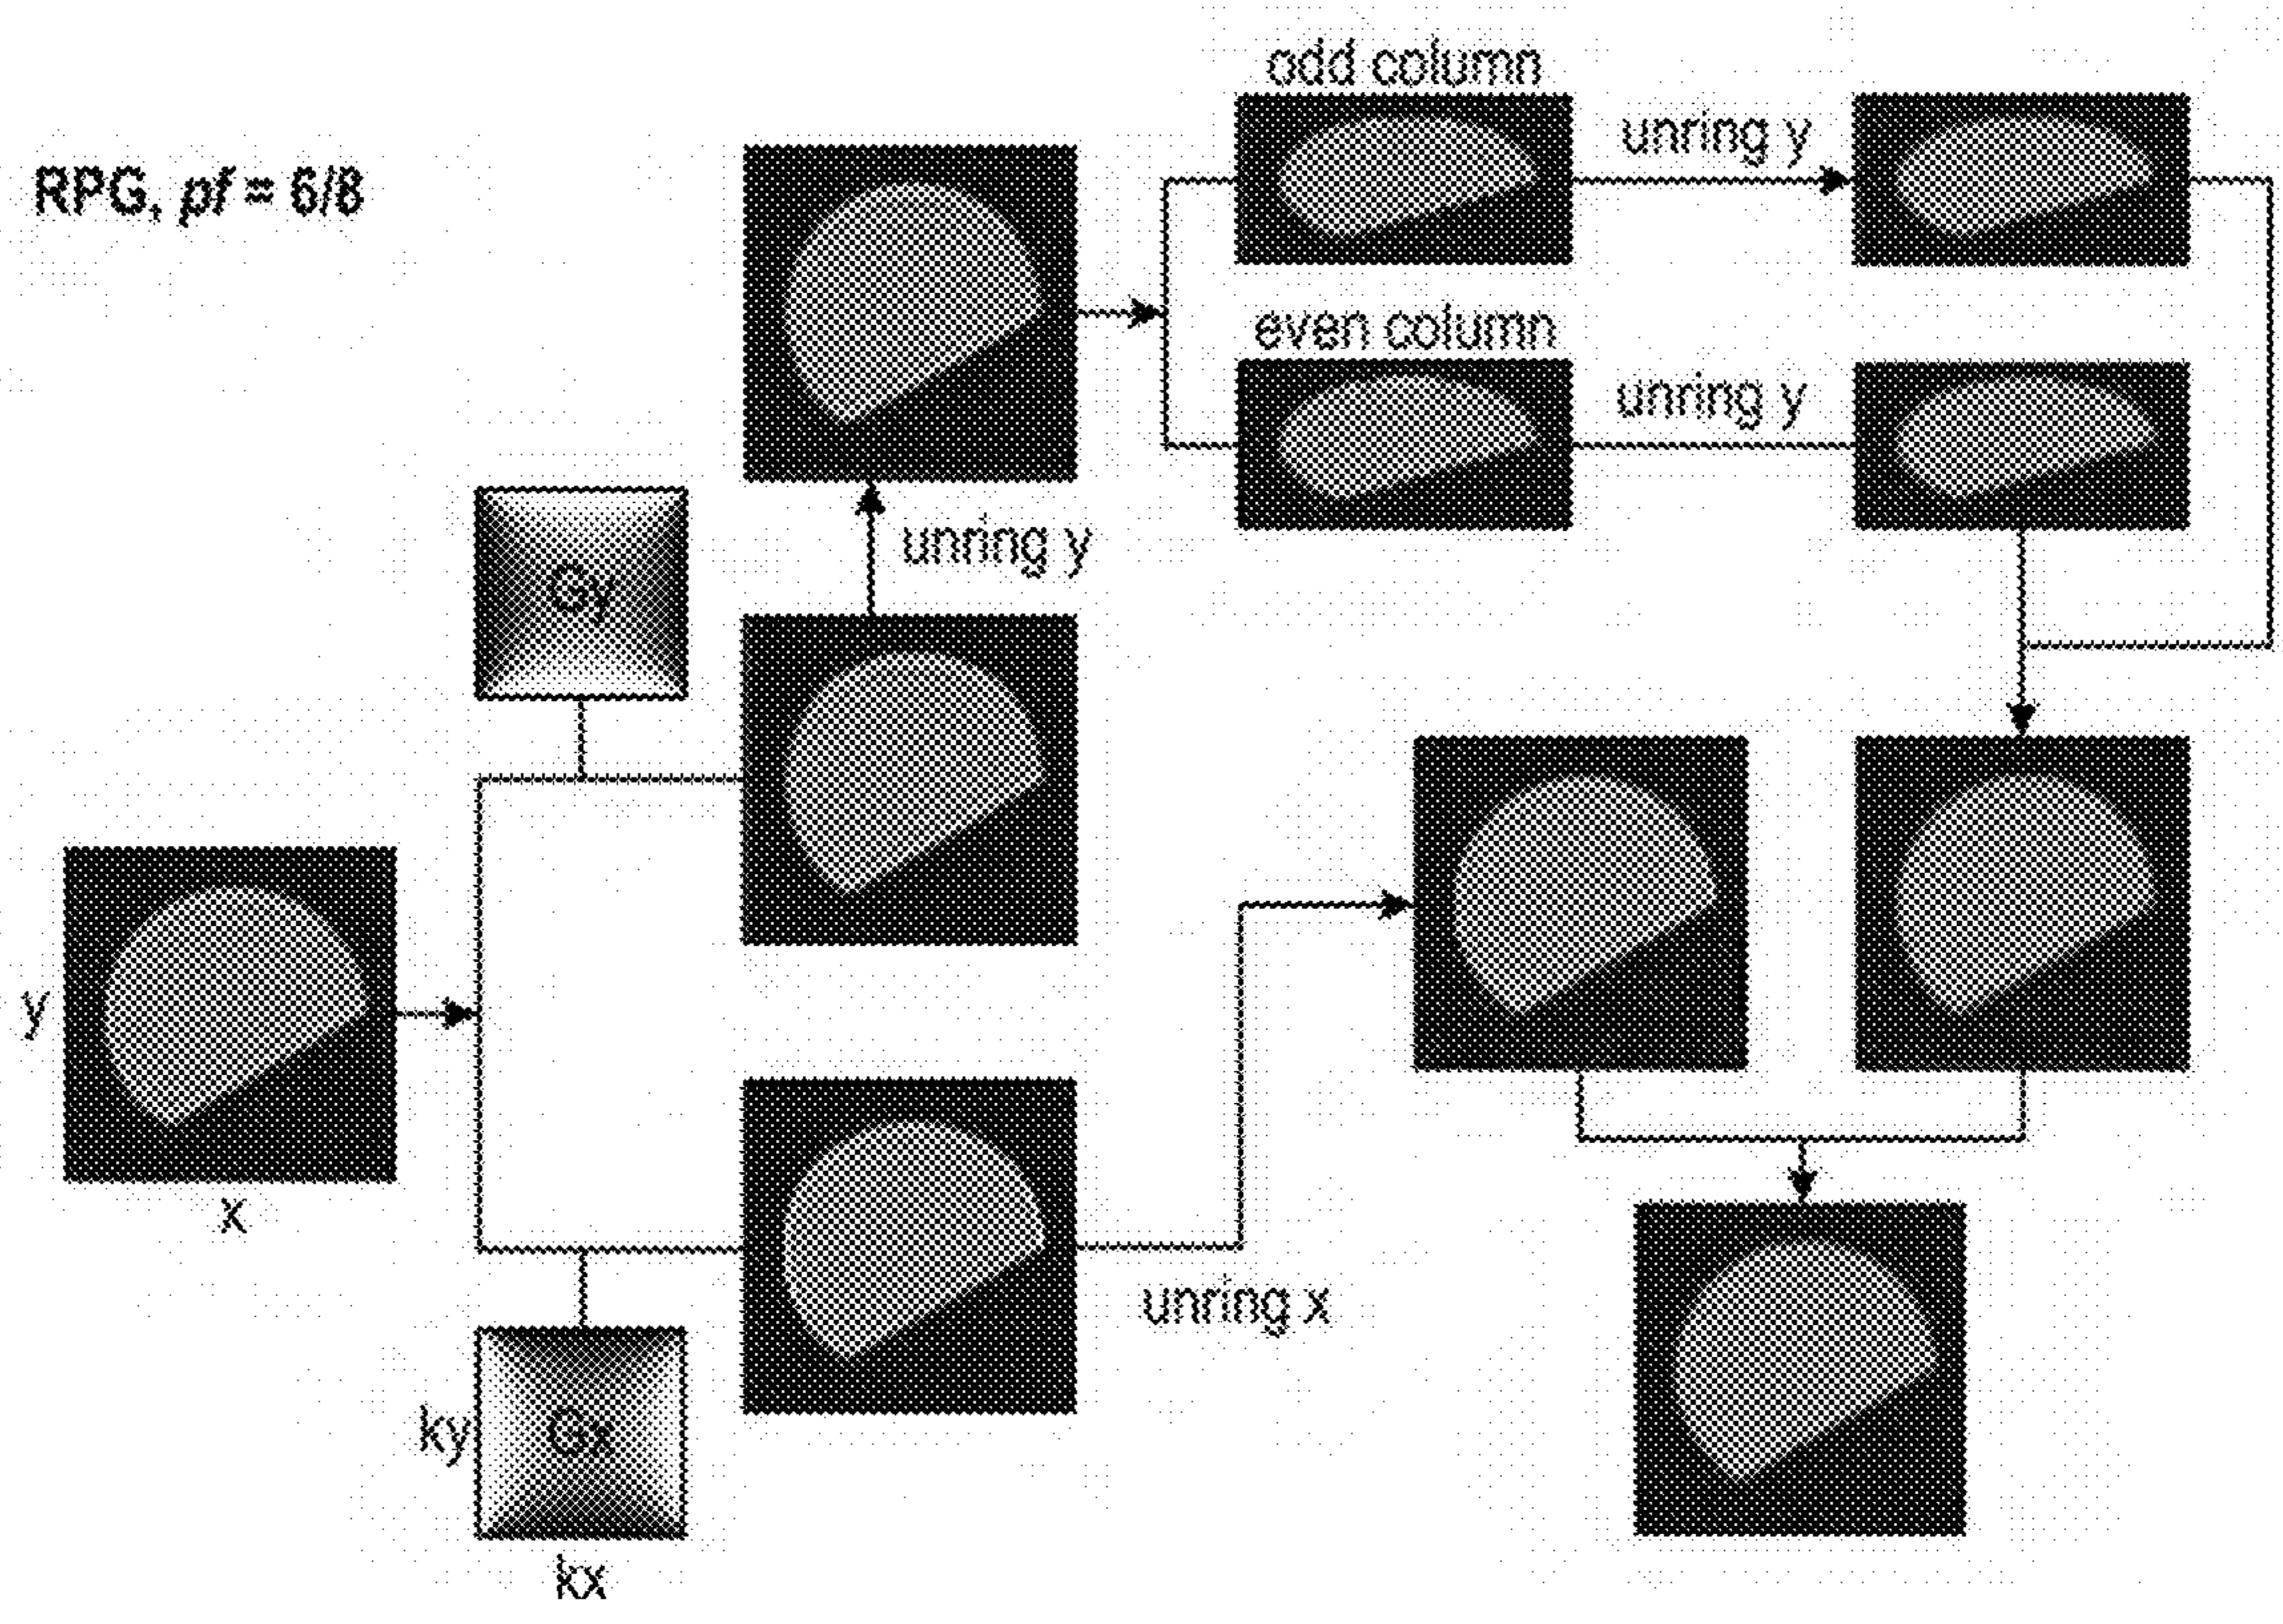 RPG, pf = 6/8
odd column
unring y
even column
unring y
unring y
Gy
y
x
unring x
ky
Gx
kx